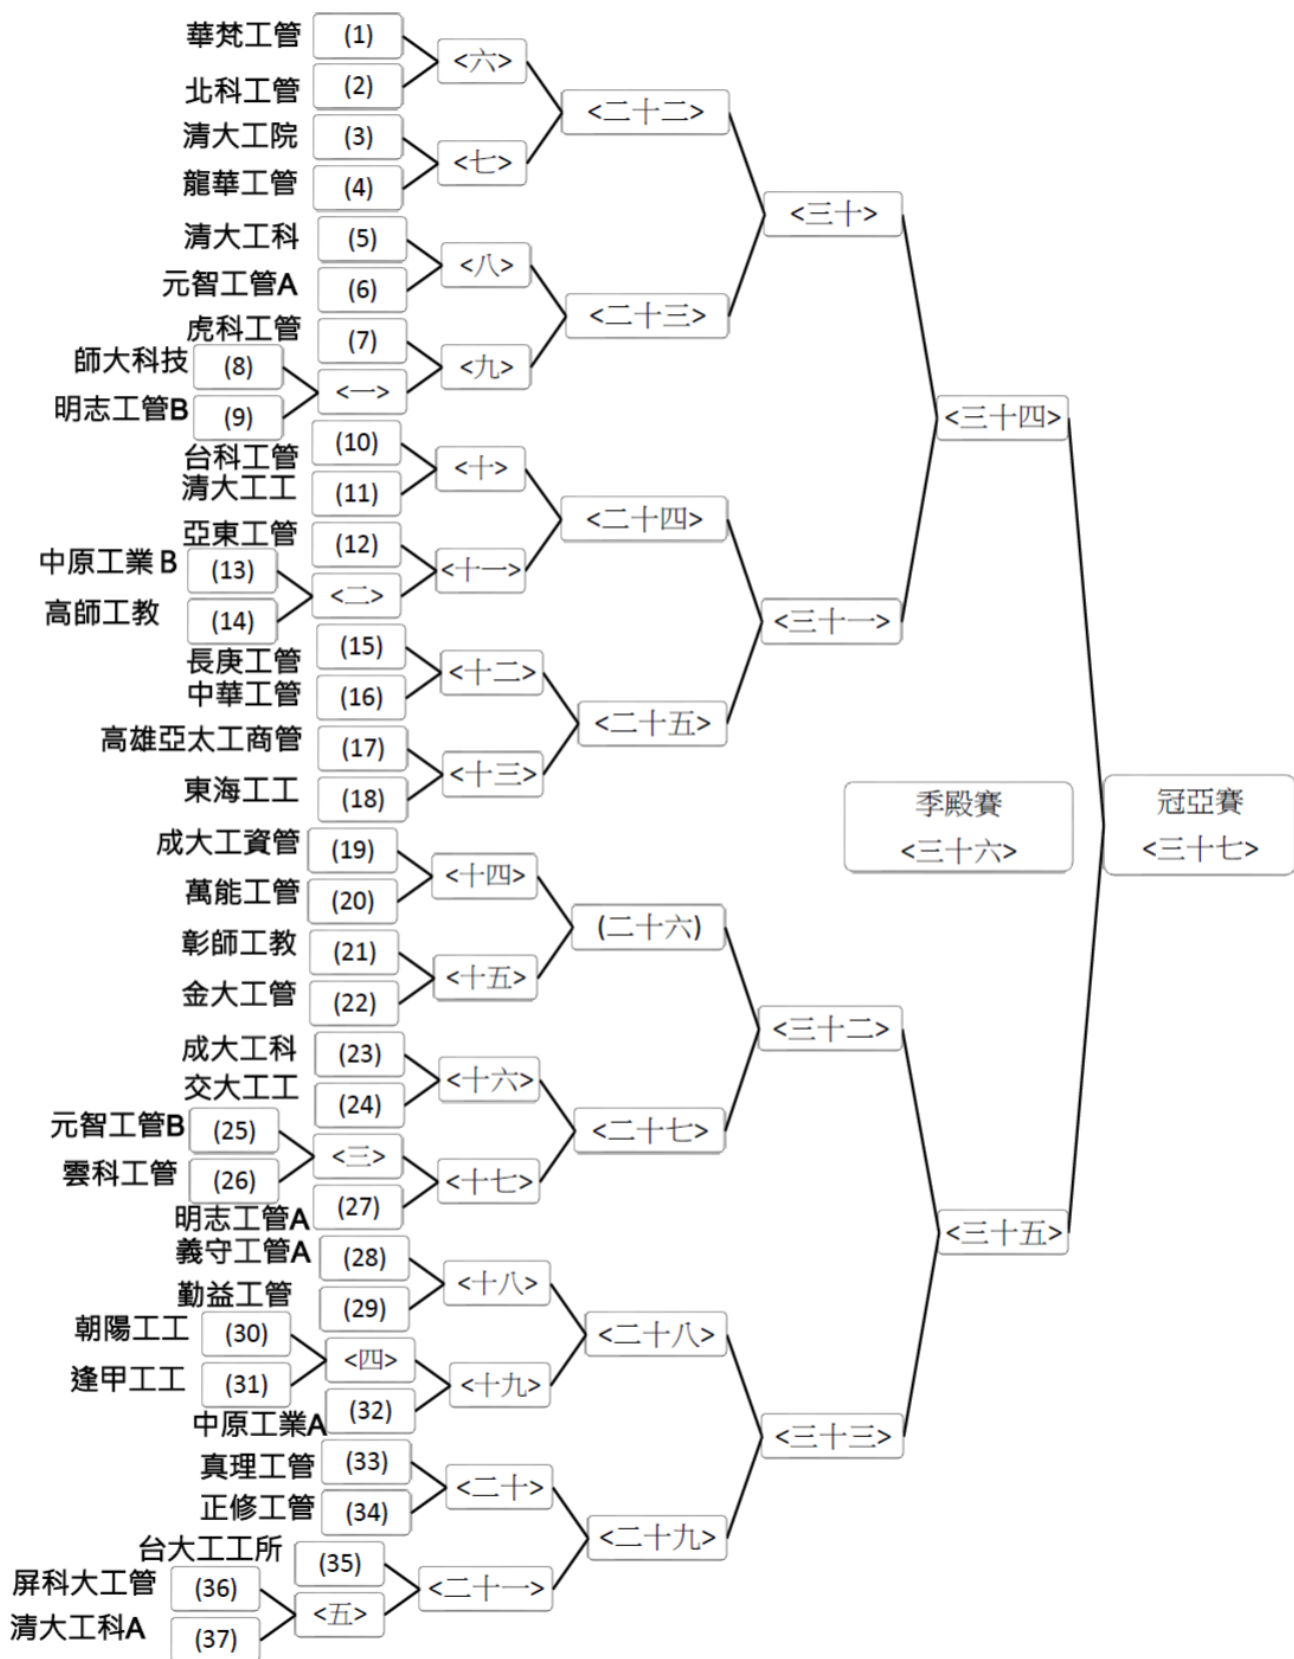 華梵工管 (1)
<六>
北科工管 (2)
<二十二>
清大工院 (3)
<七>
龍華工管 (4)
<三十>
清大工科 (5)
<八>
元智工管A (6)
<二十三>
虎科工管 (7)
<九>
師大科技 (8)
<一>
明志工管B (9)
<三十四>
台科工管 (10)
<十>
清大工工 (11)
<二十四>
亞東工管 (12)
<十一>
中原工業 B (13)
<二>
高師工教 (14)
<三十一>
長庚工管 (15)
<十二>
中華工管 (16)
<二十五>
高雄亞太工商管 (17)
<十三>
東海工工 (18)
季殿賽
<三十六>
冠亞賽
<三十七>
成大工資管 (19)
<十四>
萬能工管 (20)
(二十六)
彰師工教 (21)
<十五>
金大工管 (22)
<三十二>
成大工科 (23)
<十六>
交大工工 (24)
<二十七>
元智工管B (25)
<三>
雲科工管 (26)
<十七>
明志工管A (27)
<三十五>
義守工管A (28)
<十八>
勤益工管 (29)
<二十八>
朝陽工工 (30)
<四>
逢甲工工 (31)
<十九>
中原工業A (32)
<三十三>
真理工管 (33)
<二十>
正修工管 (34)
<二十九>
台大工工所 (35)
<二十一>
屏科大工管 (36)
<五>
清大工科A (37)